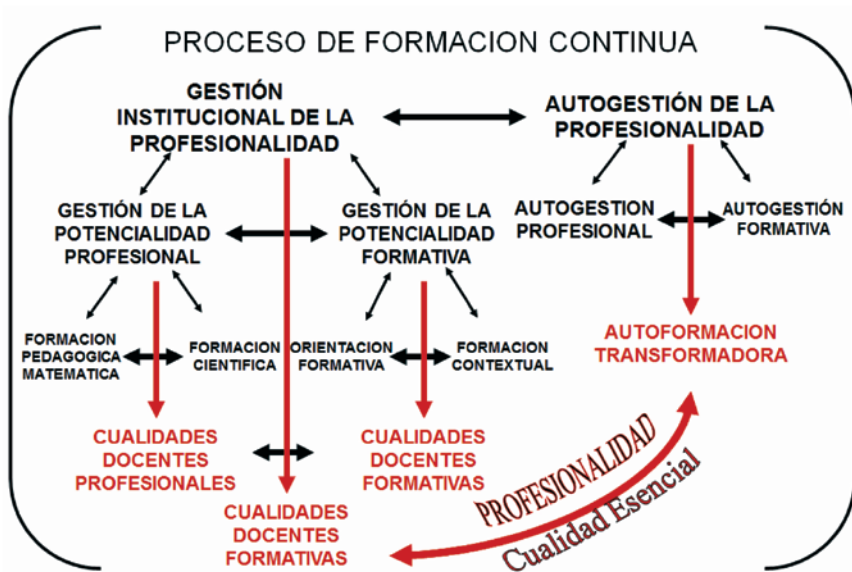 PROCESO DE FORMACION CONTINUA
GESTIÓN
INSTITUCIONAL DE LA
PROFESIONALIDAD
AUTOGESTIÓN DE LA
PROFESIONALIDAD
GESTIÓN DE LA
POTENCIALIDAD
PROFESIONAL
GESTIÓN DE LA
POTENCIALIDAD
FORMATIVA
AUTOGESTION
PROFESIONAL
AUTOGESTIÓN
FORMATIVA
FORMACION
PEDAGOGICA
MATEMATICA
FORMACION
CIENTIFICA
ORIENTACION
FORMATIVA
FORMACION
CONTEXTUAL
AUTOFORMACION
TRANSFORMADORA
CUALIDADES
DOCENTES
PROFESIONALES
CUALIDADES
DOCENTES
FORMATIVAS
CUALIDADES
DOCENTES
FORMATIVAS
PROFESIONALIDAD
Cualidad Esencial